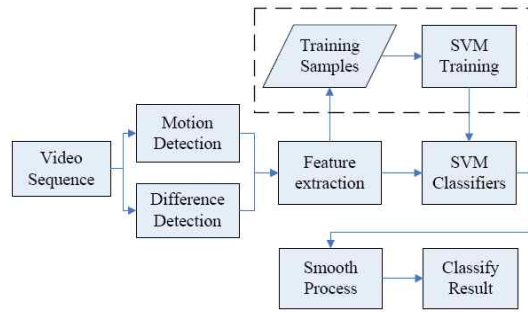 Training
Samples
SVM
Training
Motion
Detection
Video
Sequence
Difference
Detection
Feature
extraction
SVM
Classifiers
Smooth
Process
Classify
Result